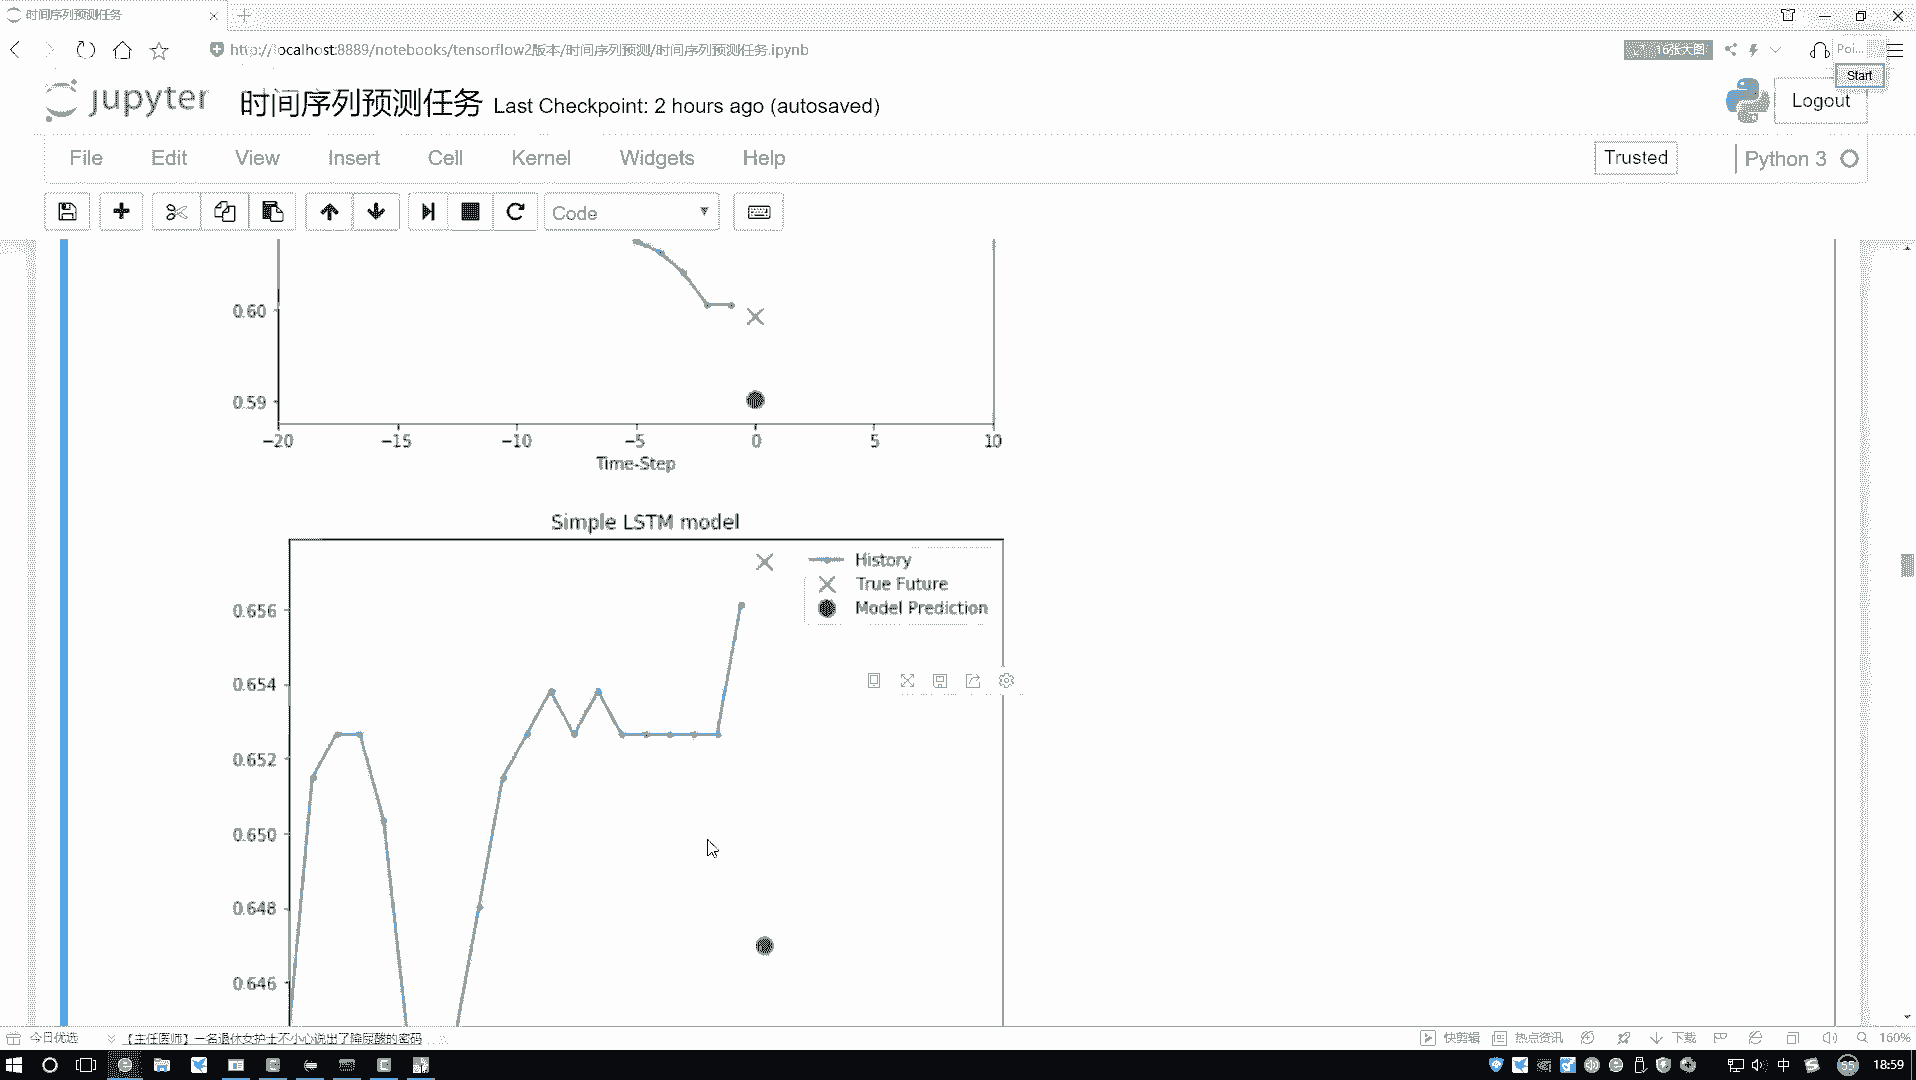 时间序列预测任务
http://localhost:8889/notebooks/tensorflow2版本/时间序列预测/时间序列预测任务.ipynb
16张大图
Poi...
Start
jupyter 时间序列预测任务 Last Checkpoint: 2 hours ago (autosaved)
Logout
File Edit View Insert Cell Kernel Widgets Help
Trusted
Python 3
Code
0.60
0.59
−20 −15 −10 −5 0 5 10
Time-Step
Simple LSTM model
History
True Future
Model Prediction
0.656
0.654
0.652
0.650
0.648
0.646
今日优选
【主任医师】一名退休女护士不小心说出了降尿酸的密码
快剪辑
热点资讯
下载
160%
中
55
18:59